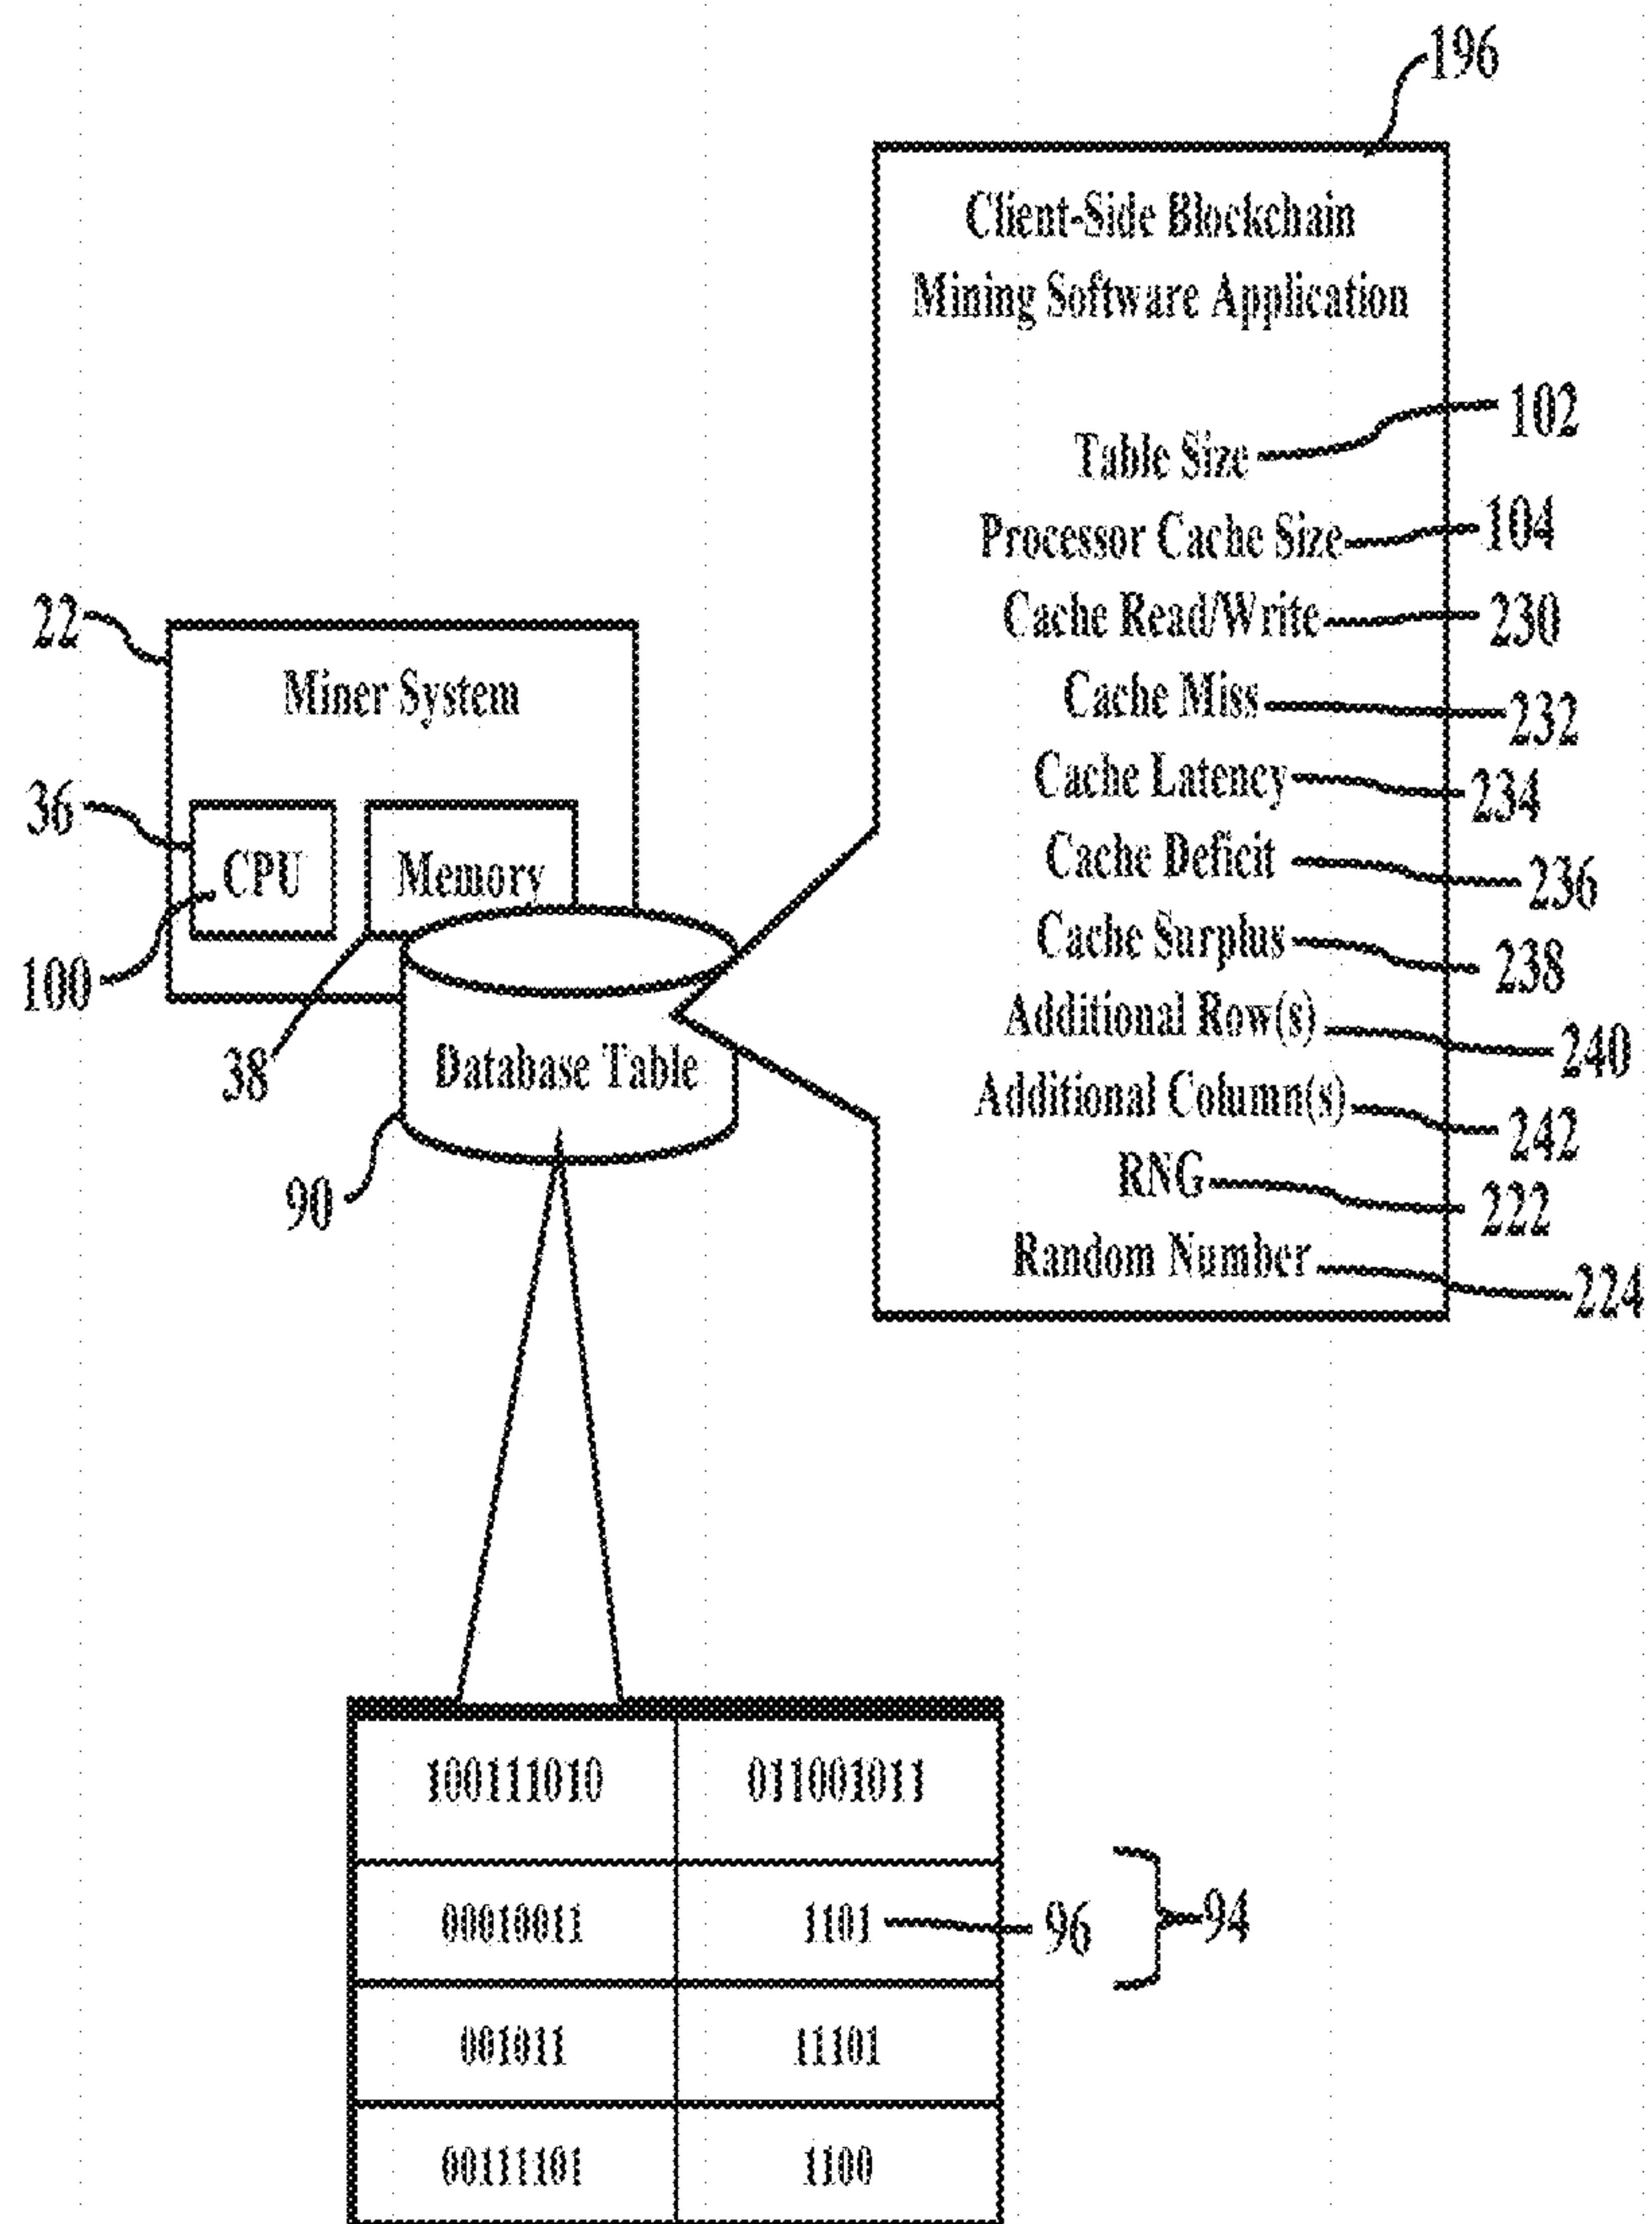 196
Client-Side Blockchain
Mining Software Application
Table Size 102
Processor Cache Size 104
Cache Read/Write 230
Cache Miss 232
Cache Latency 234
Cache Deficit 236
Cache Surplus 238
Additional Row(s) 240
Additional Column(s) 242
RNG 222
Random Number 224
22
Miner System
36
CPU Memory
100
38
Database Table
90
100111010 011001011
00010011 1101 96 94
001011 11101
00111101 1100